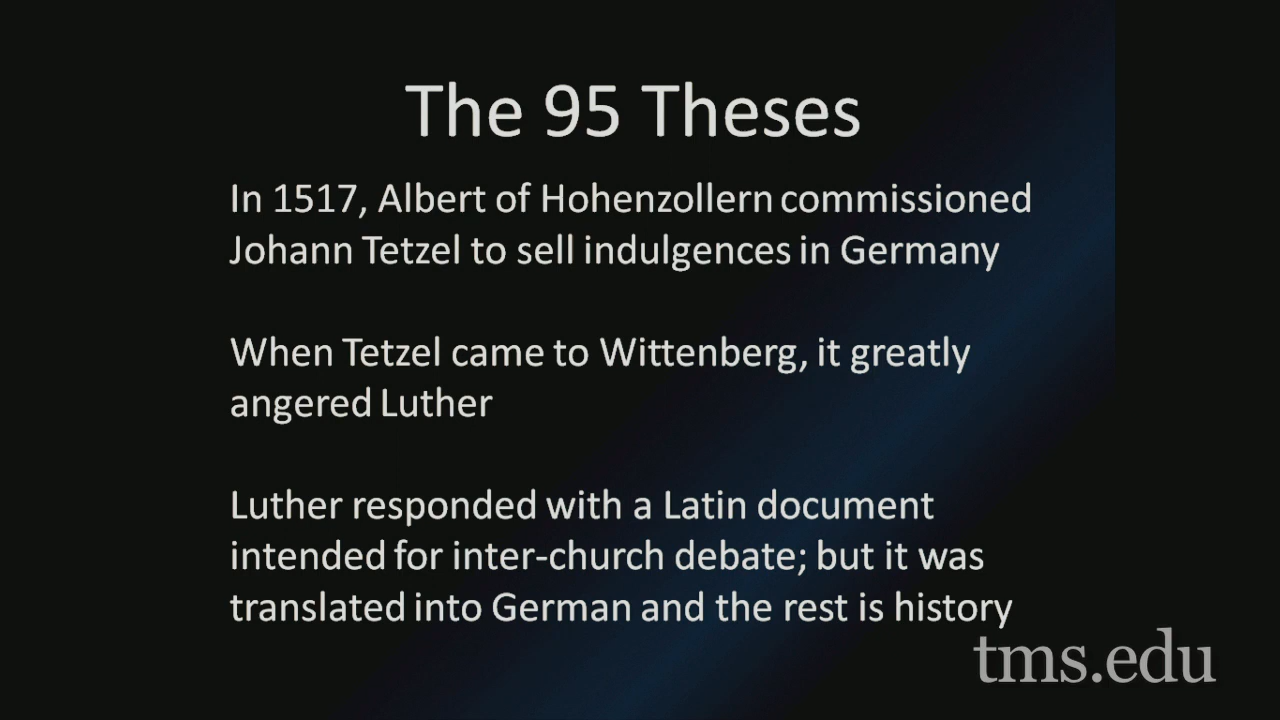 The 95 Theses
In 1517, Albert of Hohenzollern commissioned
Johann Tetzel to sell indulgences in Germany
When Tetzel came to Wittenberg, it greatly
angered Luther
Luther responded with a Latin document
intended for inter-church debate; but it was
translated into German and the rest is history
tms.edu